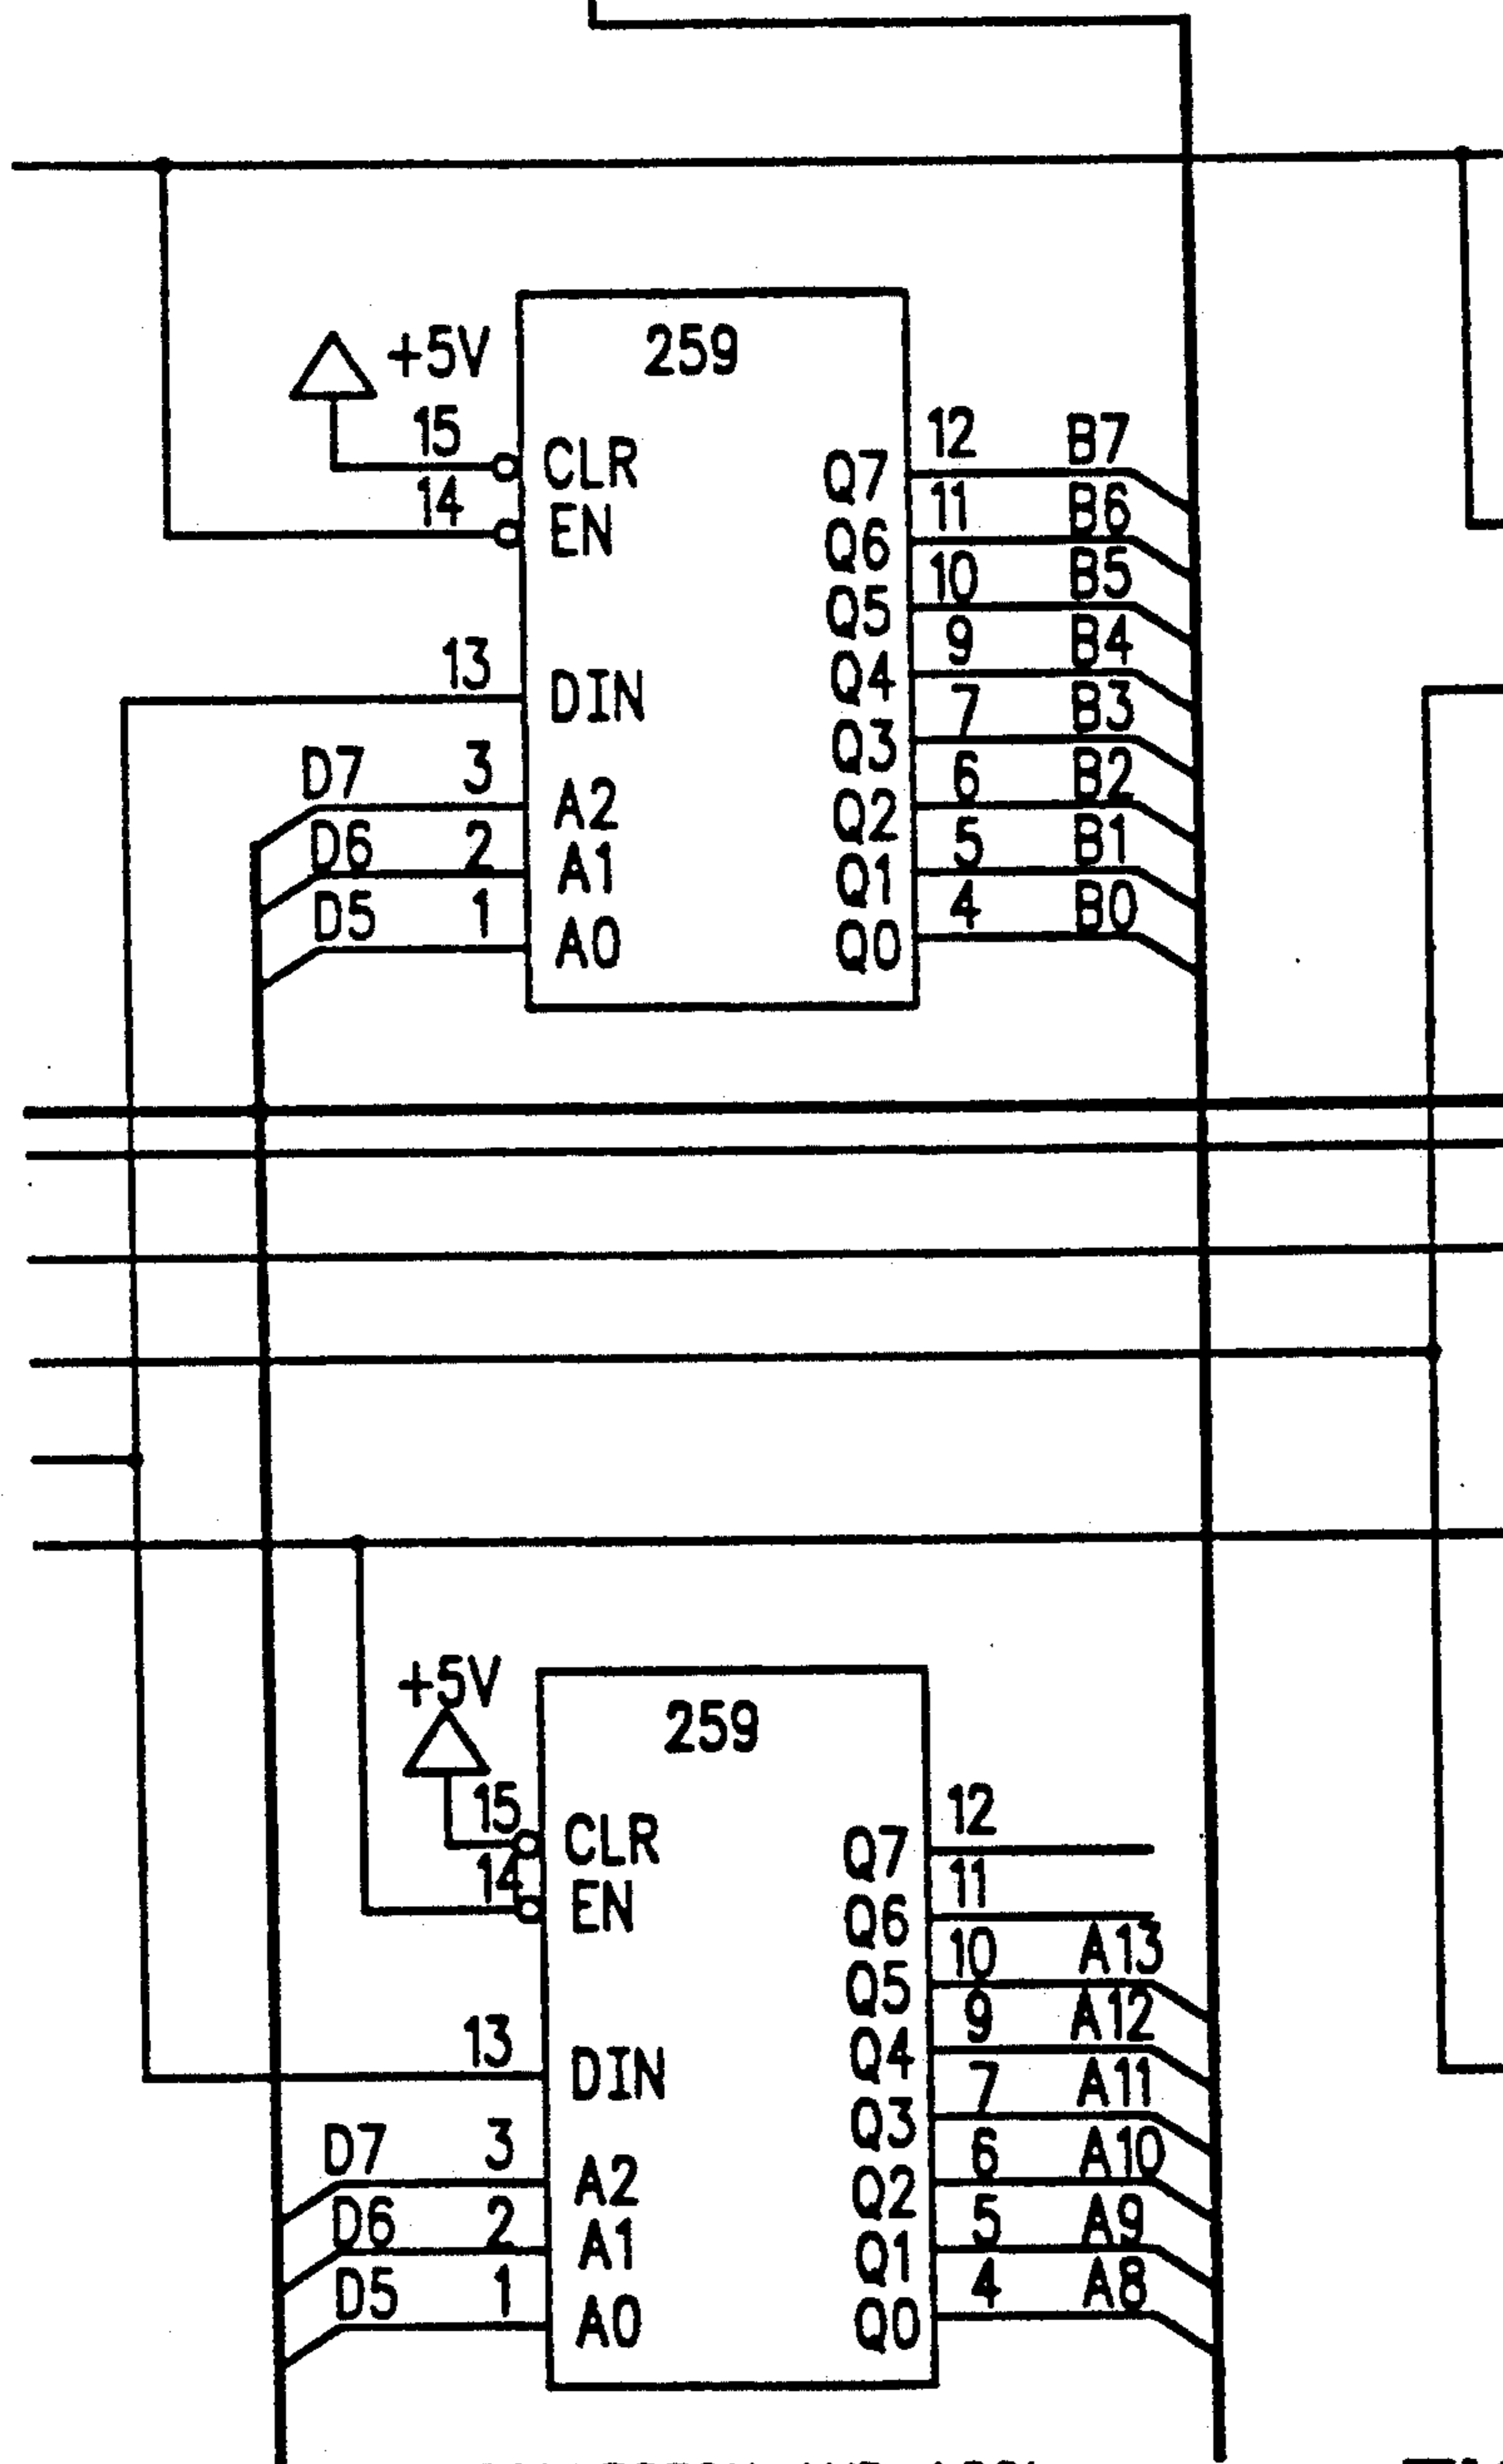 +5V
259
15
CLR
14
EN
13
DIN
D7 3
A2
D6 2
A1
D5 1
A0
Q7 12 B7
Q6 11 B6
Q5 10 B5
Q4 9 B4
Q3 7 B3
Q2 6 B2
Q1 5 B1
Q0 4 B0
+5V
259
15
CLR
14
EN
13
DIN
D7 3
A2
D6 2
A1
D5 1
A0
Q7 12
Q6 11
Q5 10 A13
Q4 9 A12
Q3 7 A11
Q2 6 A10
Q1 5 A9
Q0 4 A8